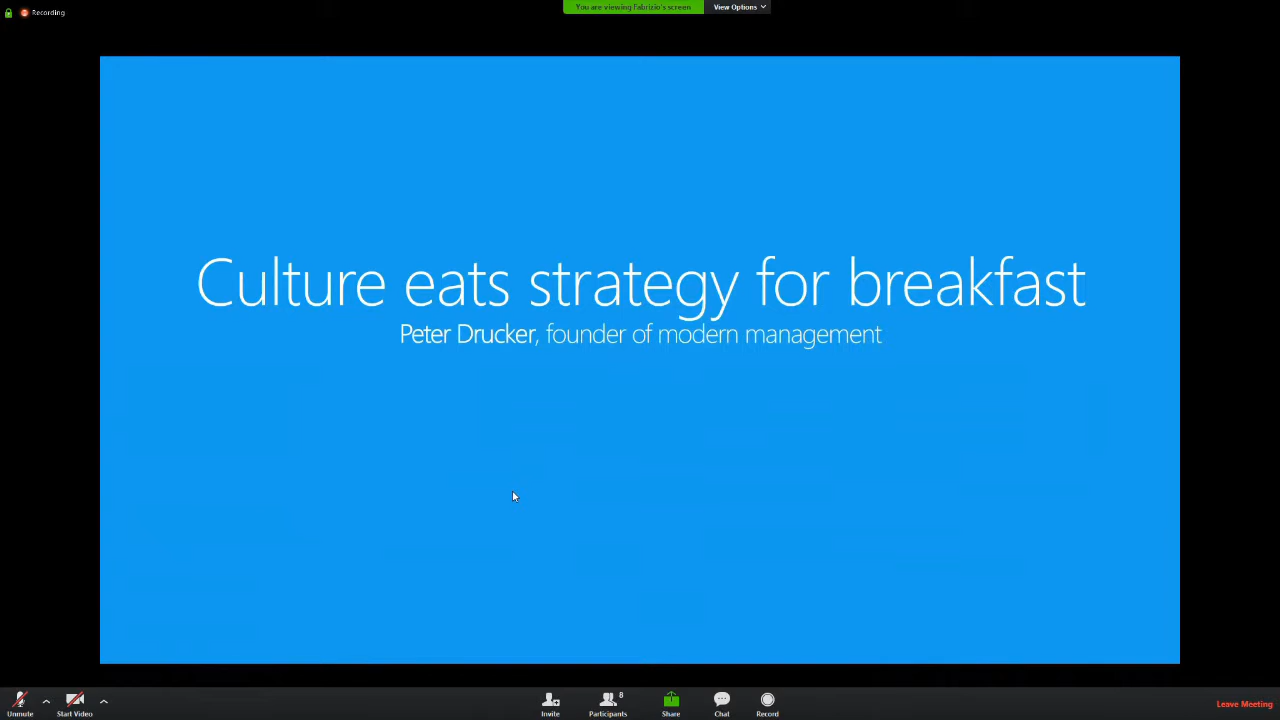 Recording
You are viewing Fabrizio's screen View Options
Culture eats strategy for breakfast
Peter Drucker, founder of modern management
8
Unmute Start Video Invite Participants Share Chat Record Leave Meeting